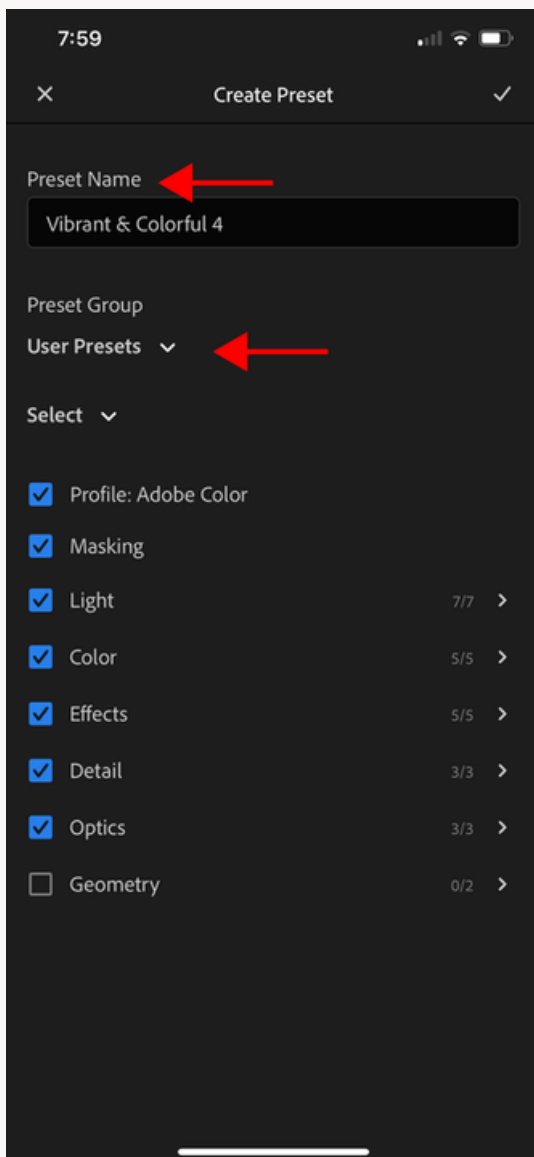 7:59
Create Preset
Preset Name
Vibrant & Colorful 4
Preset Group
User Presets
Select
Profile: Adobe Color
Masking
Light 7/7
Color 5/5
Effects 5/5
Detail 3/3
Optics 3/3
Geometry 0/2